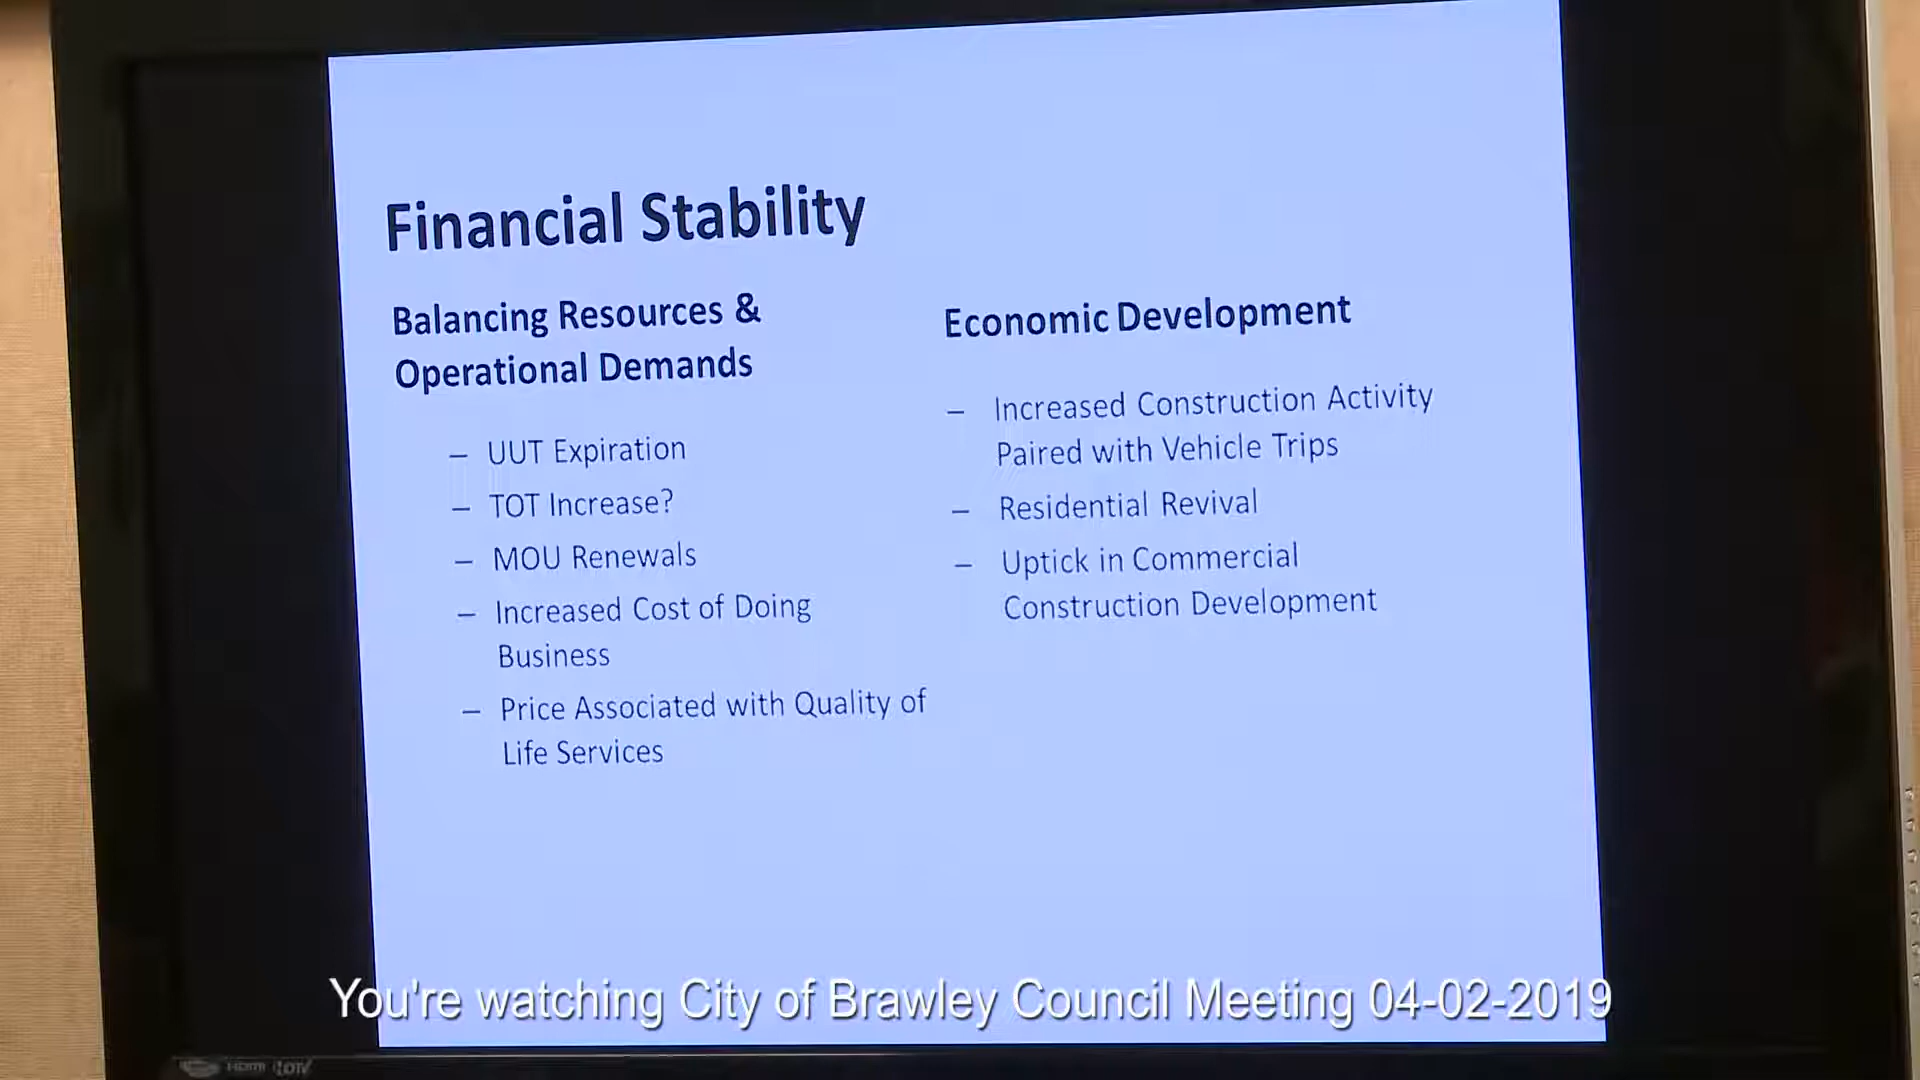 Financial Stability
Balancing Resources &
Operational Demands
– UUT Expiration
– TOT Increase?
– MOU Renewals
– Increased Cost of Doing
Business
– Price Associated with Quality of
Life Services
Economic Development
– Increased Construction Activity
Paired with Vehicle Trips
– Residential Revival
– Uptick in Commercial
Construction Development
You're watching City of Brawley Council Meeting 04-02-2019
HDMI